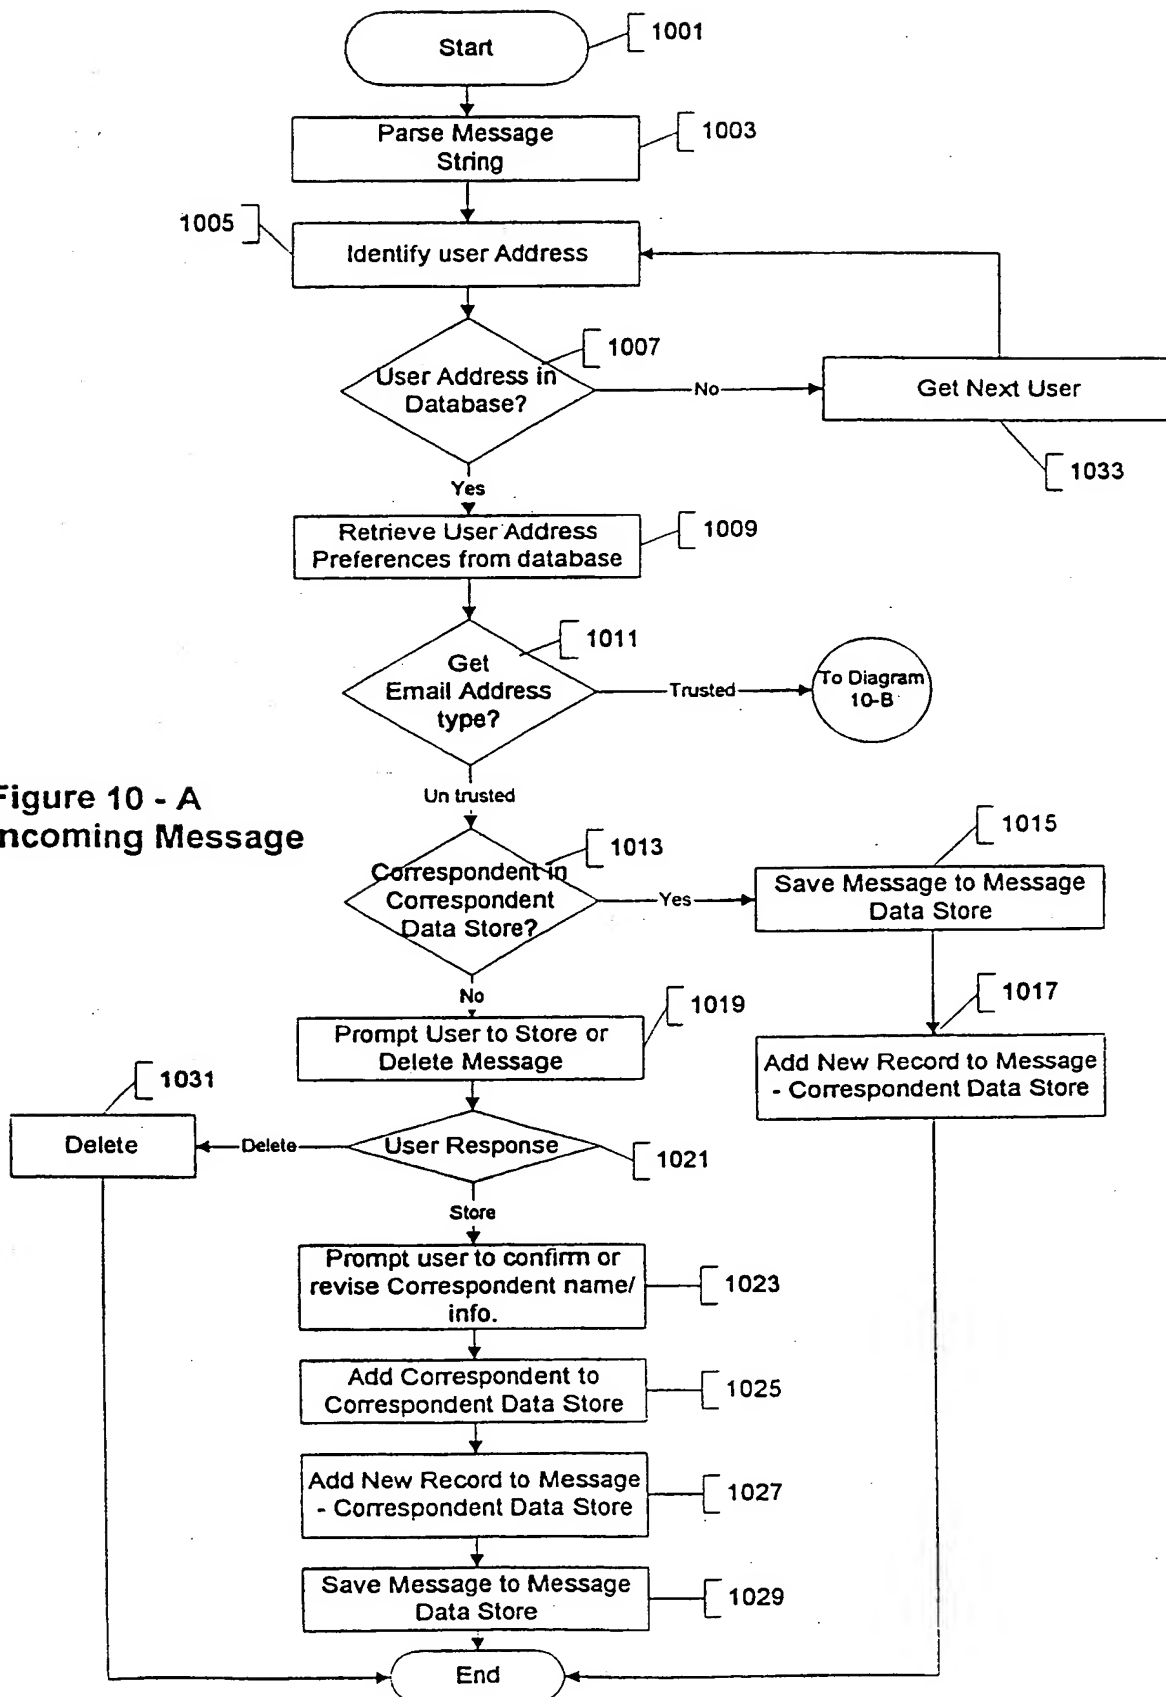 Start
1001
Parse Message
String
1003
1005
Identify user Address
1007
User Address in
Database?
No
Get Next User
1033
Yes
Retrieve User Address
Preferences from database
1009
1011
Get
Email Address
type?
Trusted
To Diagram
10-B
Un trusted
Figure 10 - A
Incoming Message
1013
Correspondent in
Correspondent
Data Store?
Yes
1015
Save Message to Message
Data Store
No
1017
Add New Record to Message
- Correspondent Data Store
1019
Prompt User to Store or
Delete Message
1031
Delete
Delete
User Response
1021
Store
Prompt user to confirm or
revise Correspondent name/
info.
1023
Add Correspondent to
Correspondent Data Store
1025
Add New Record to Message
- Correspondent Data Store
1027
Save Message to Message
Data Store
1029
End